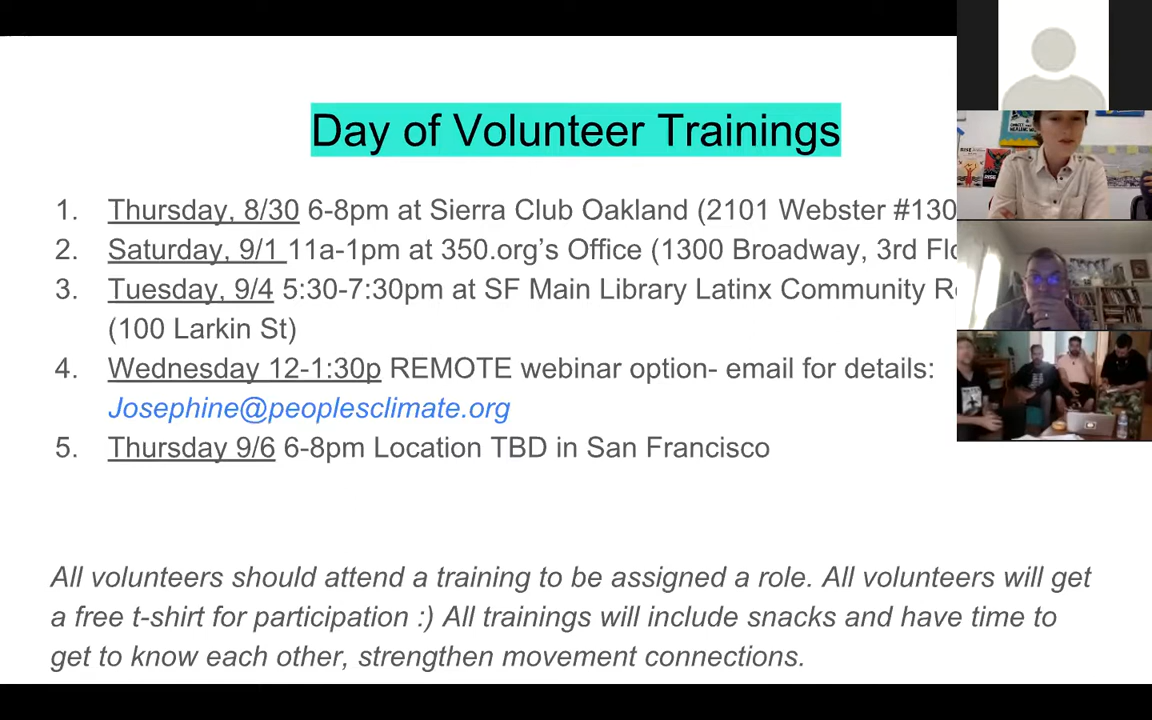 Day of Volunteer Trainings
1. Thursday, 8/30 6-8pm at Sierra Club Oakland (2101 Webster #130
2. Saturday, 9/1 11a-1pm at 350.org’s Office (1300 Broadway, 3rd
3. Tuesday, 9/4 5:30-7:30pm at SF Main Library Latinx Community
(100 Larkin St)
4. Wednesday 12-1:30p REMOTE webinar option- email for details:
Josephine@peoplesclimate.org
5. Thursday 9/6 6-8pm Location TBD in San Francisco
All volunteers should attend a training to be assigned a role. All volunteers will get
a free t-shirt for participation :) All trainings will include snacks and have time to
get to know each other, strengthen movement connections.
RISE